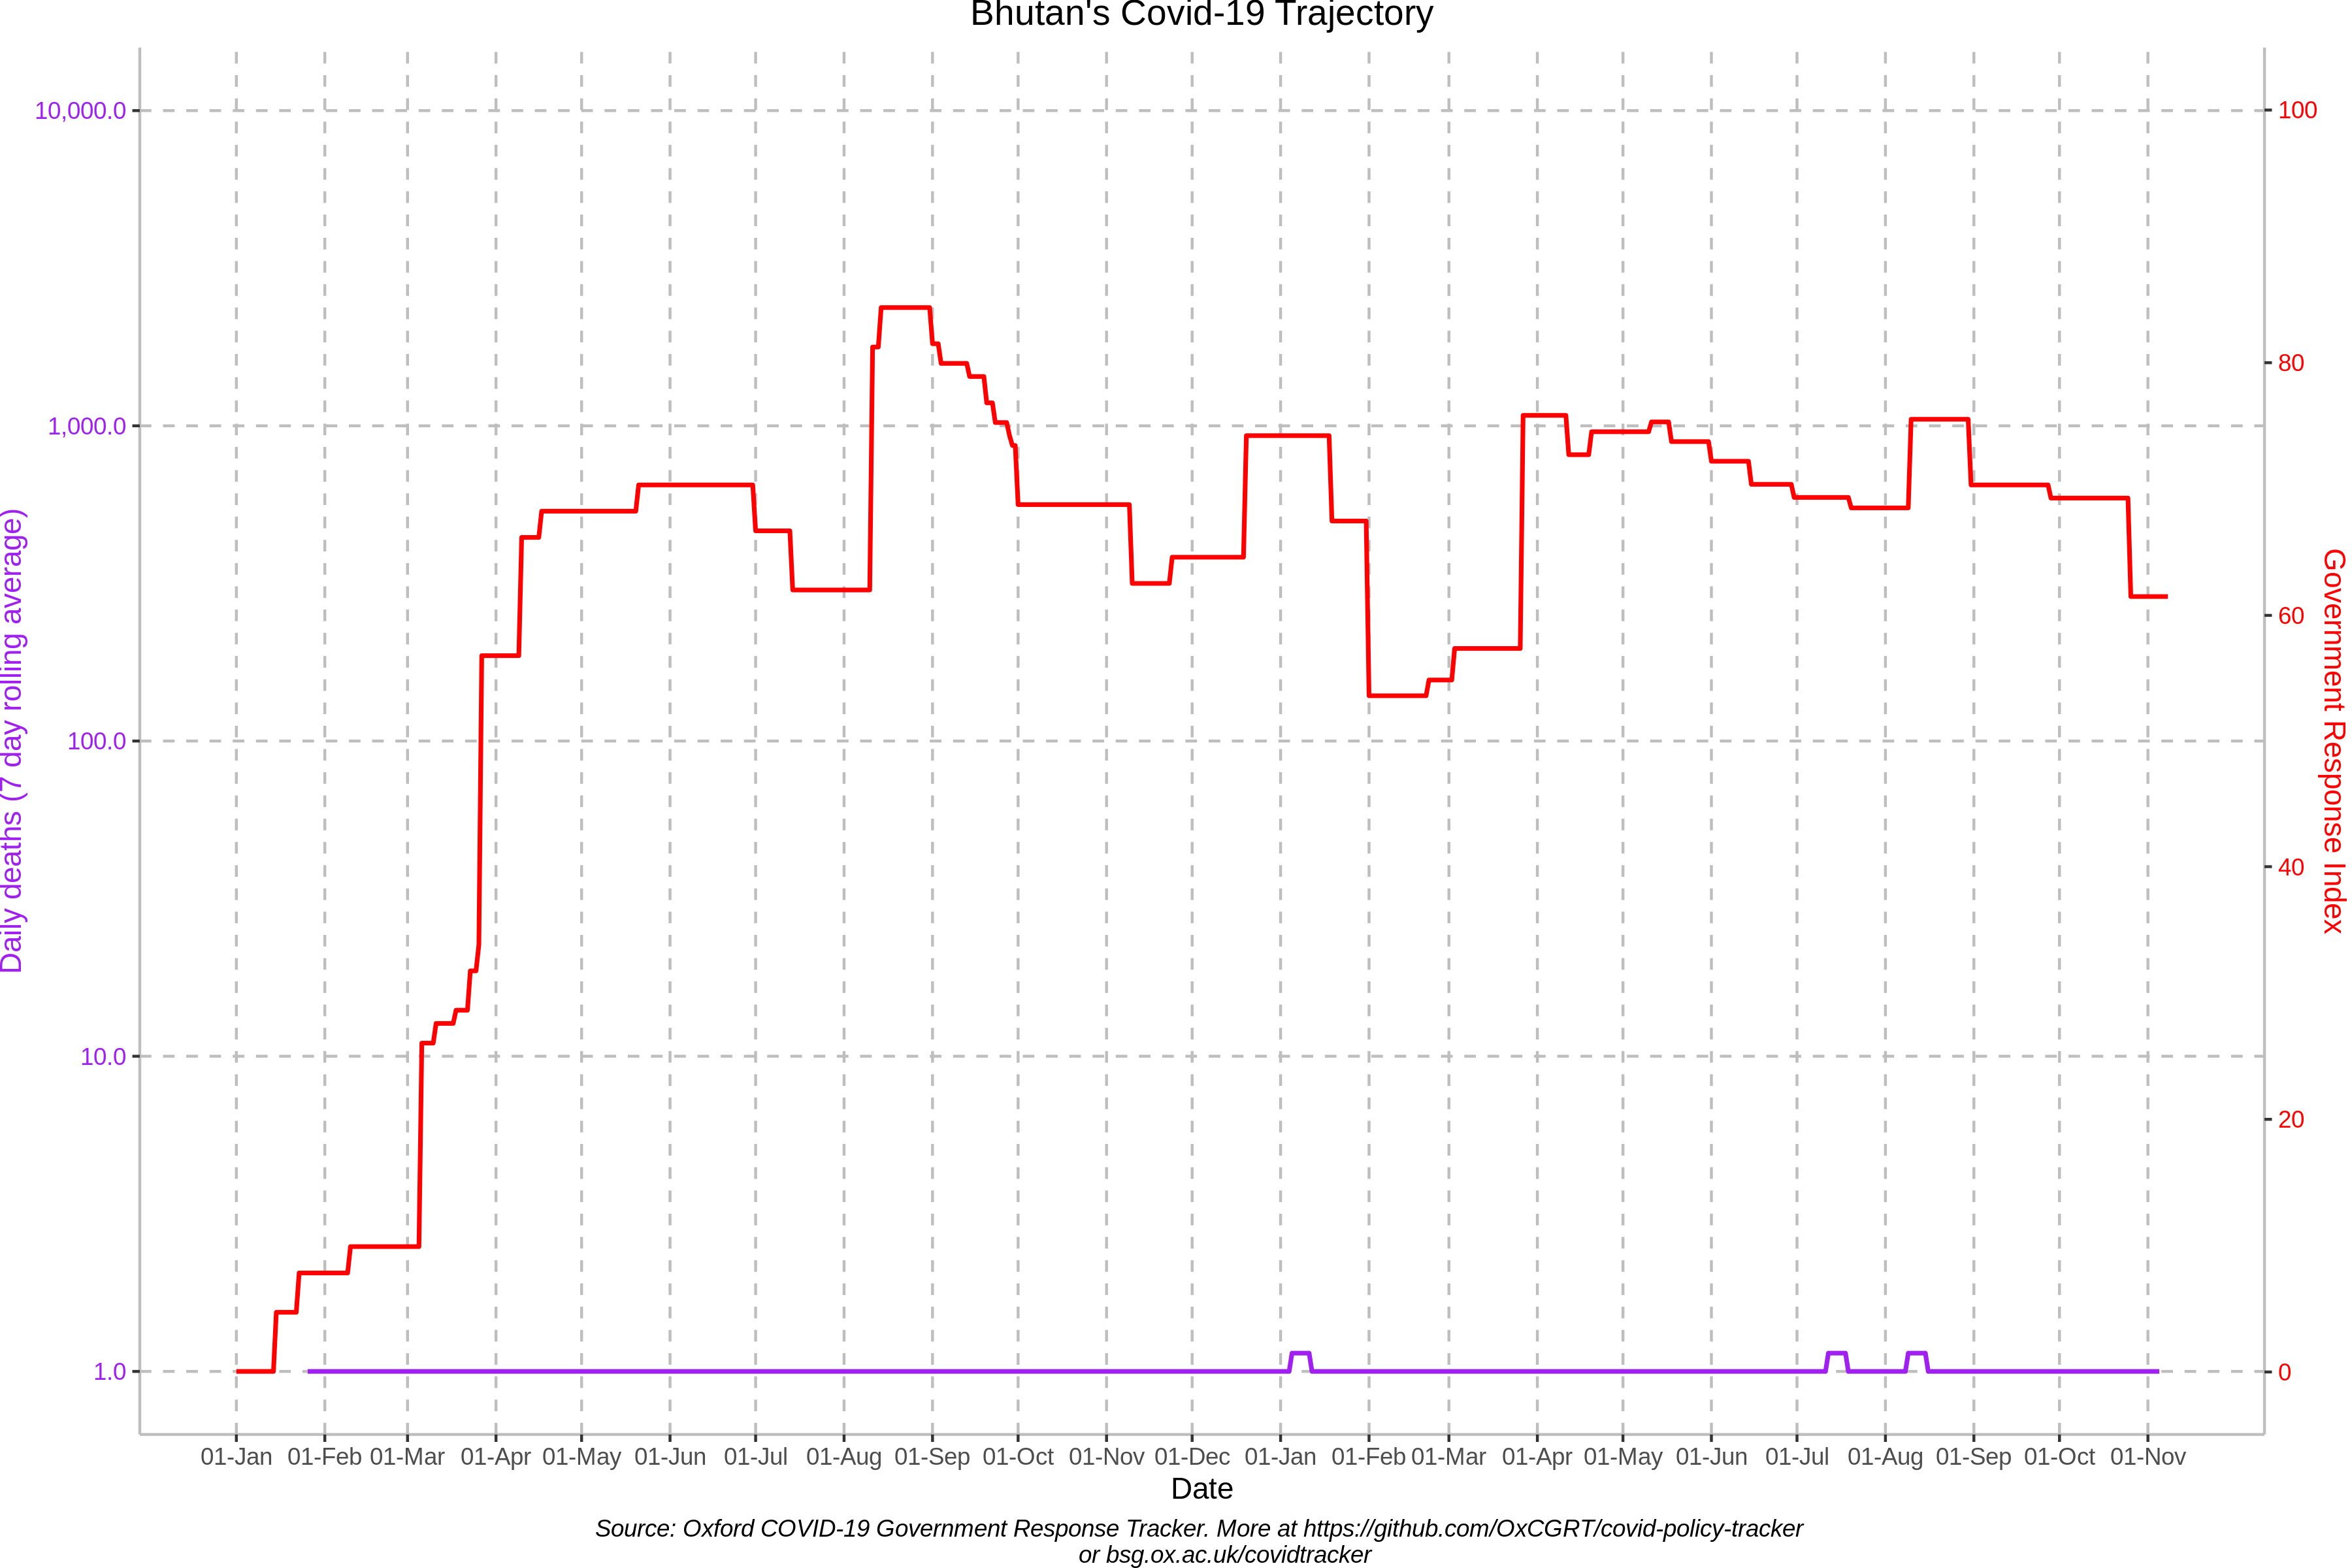 Bhutan's Covid-19 Trajectory
10,000.0
1,000.0
100.0
10.0
1.0
Daily deaths (7 day rolling average)
100
80
60
40
20
0
Government Response Index
01-Jan 01-Feb 01-Mar 01-Apr 01-May 01-Jun 01-Jul 01-Aug 01-Sep 01-Oct 01-Nov 01-Dec 01-Jan 01-Feb 01-Mar 01-Apr 01-May 01-Jun 01-Jul 01-Aug 01-Sep 01-Oct 01-Nov
Date
Source: Oxford COVID-19 Government Response Tracker. More at https://github.com/OxCGRT/covid-policy-tracker
or bsg.ox.ac.uk/covidtracker